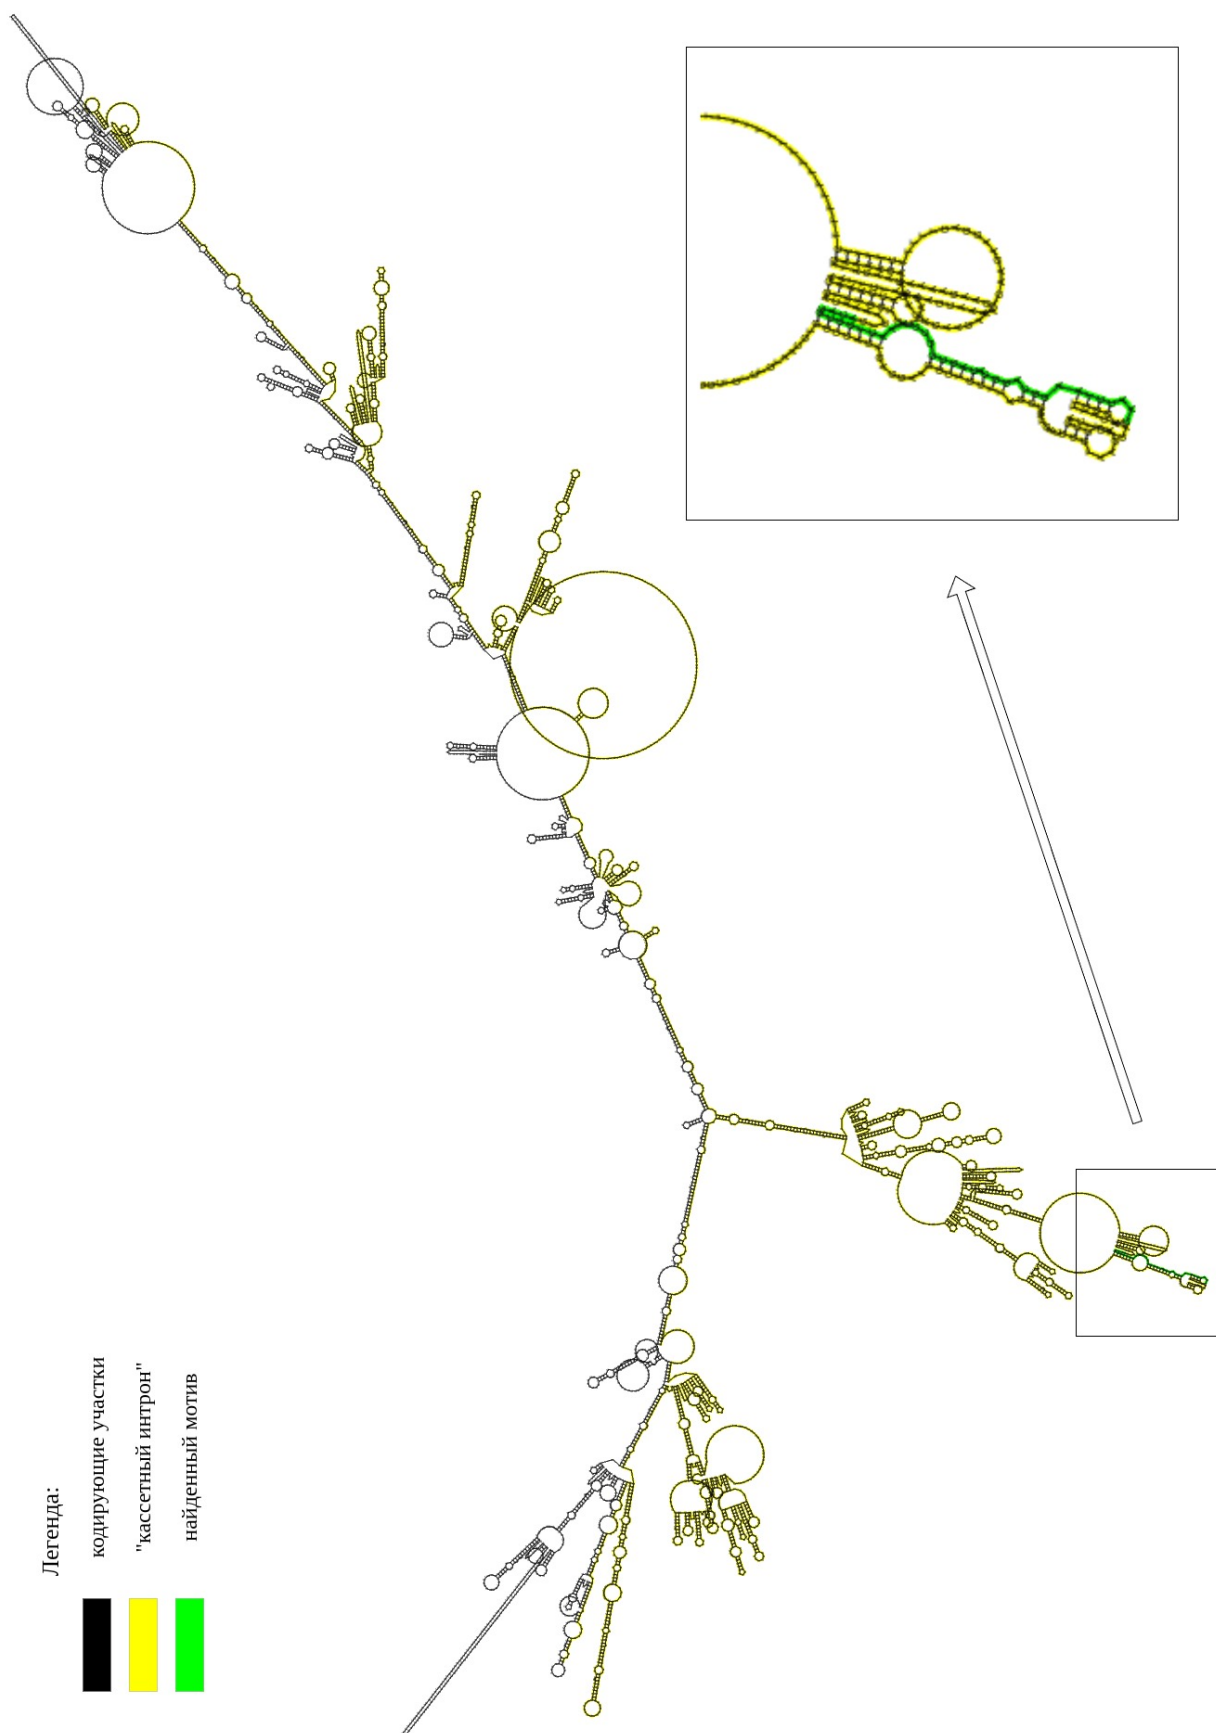 Легенда:
кодирующие участки
"кассетный интрон"
найденный мотив